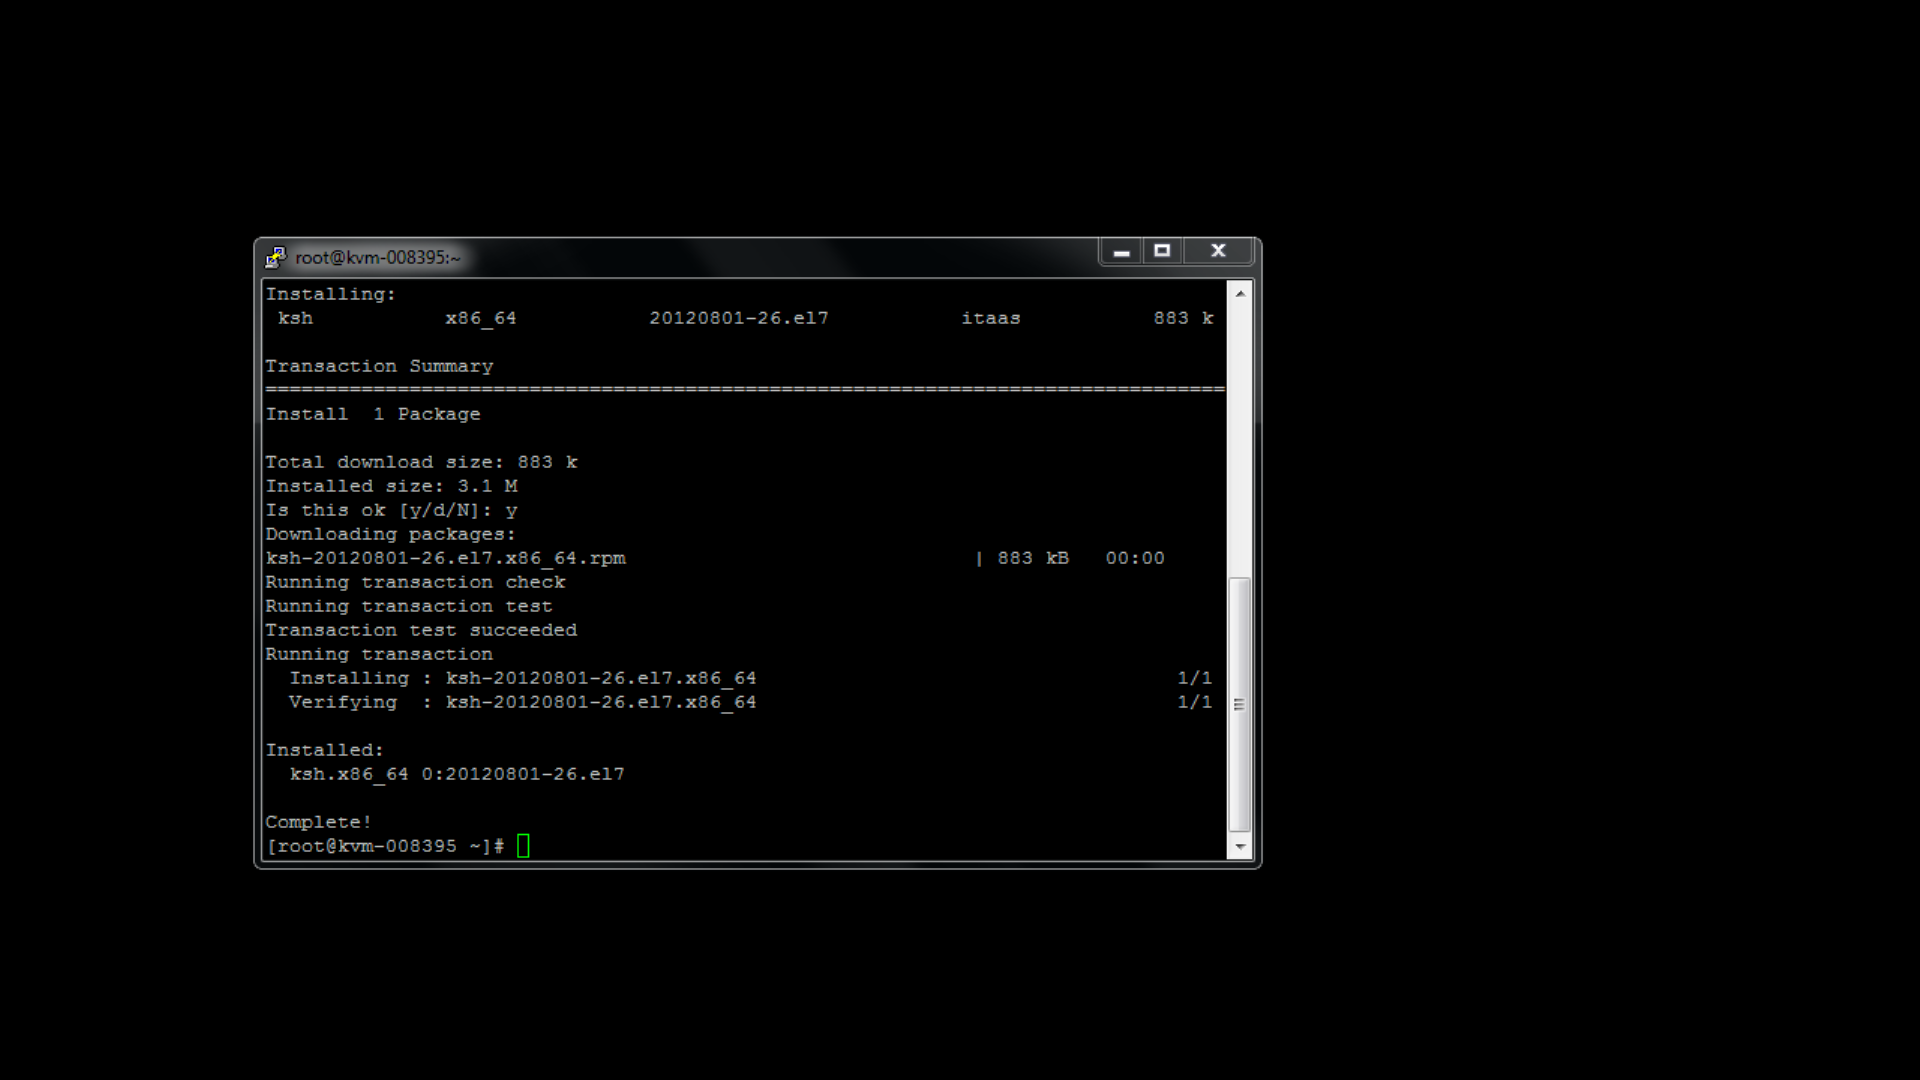 root@kvm-008395:~
Installing:
 ksh           x86_64           20120801-26.el7           itaas           883 k

Transaction Summary
================================================================================
Install  1 Package

Total download size: 883 k
Installed size: 3.1 M
Is this ok [y/d/N]: y
Downloading packages:
ksh-20120801-26.el7.x86_64.rpm                             | 883 kB   00:00
Running transaction check
Running transaction test
Transaction test succeeded
Running transaction
  Installing : ksh-20120801-26.el7.x86_64                                   1/1
  Verifying  : ksh-20120801-26.el7.x86_64                                   1/1

Installed:
  ksh.x86_64 0:20120801-26.el7

Complete!
[root@kvm-008395 ~]#